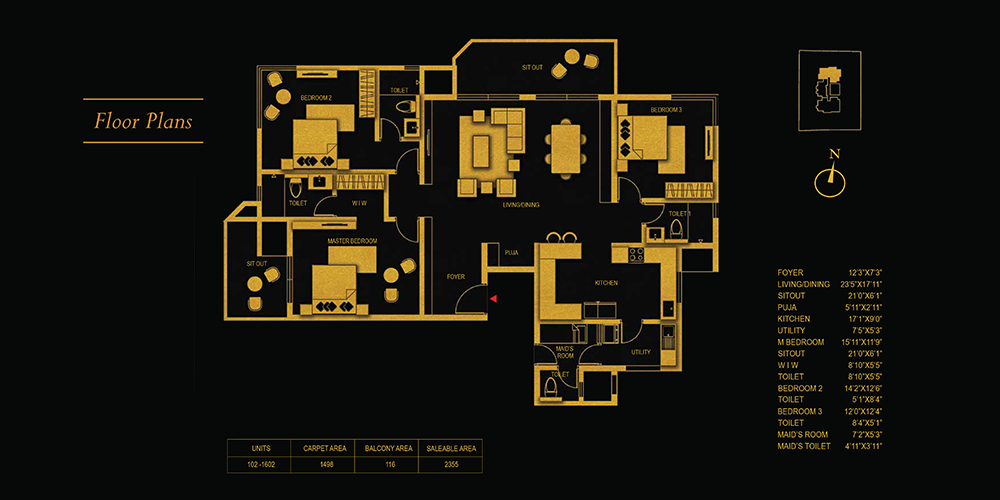 Floor Plans
SIT OUT
BEDROOM 2
TOILET
BEDROOM 3
TOILET
W I W
LIVING/DINING
TOILET 1
MASTER BEDROOM
SIT OUT
FOYER
PUJA
KITCHEN
MAID'S
ROOM
UTILITY
TOILET
N
FOYER 12'3"X7'3"
LIVING/DINING 23'5"X17'11"
SITOUT 21'0"X6'1"
PUJA 5'11"X2'11"
KITCHEN 17'1"X9'0"
UTILITY 7'5"X5'3"
M BEDROOM 15'11"X11'9"
SITOUT 21'0"X6'1"
W I W 8'10"X5'5"
TOILET 8'10"X5'5"
BEDROOM 2 14'2"X12'6"
TOILET 5'1"X8'4"
BEDROOM 3 12'0"X12'4"
TOILET 8'4"X5'1"
MAID'S ROOM 7'2"X5'3"
MAID'S TOILET 4'11"X3'11"
UNITS CARPET AREA BALCONY AREA SALEABLE AREA
102 -1602 1498 116 2355